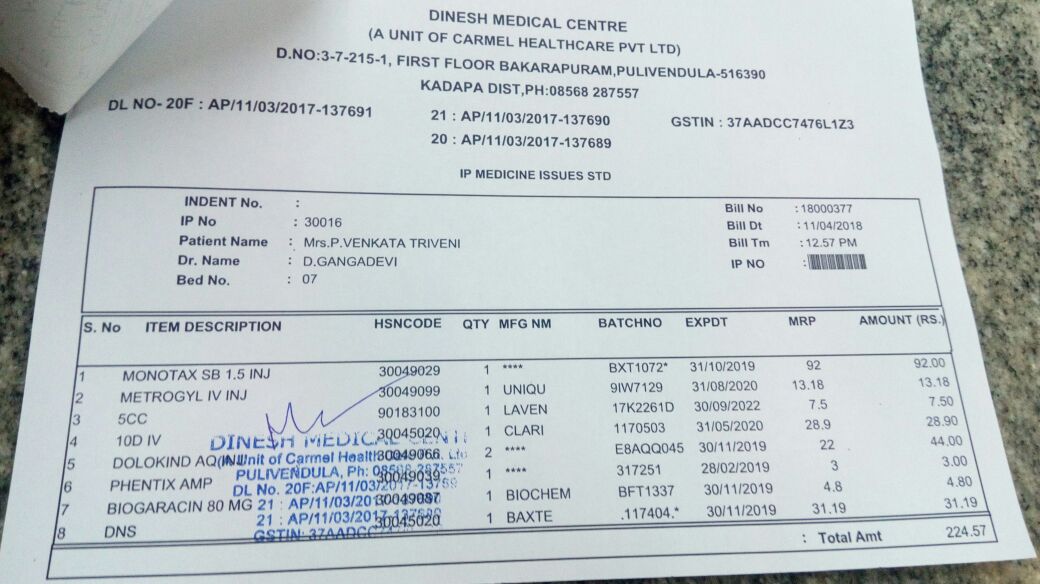 DINESH MEDICAL CENTRE
(A UNIT OF CARMEL HEALTHCARE PVT LTD)
D.NO:3-7-215-1, FIRST FLOOR BAKARAPURAM,PULIVENDULA-516390
KADAPA DIST,PH:08568 287557
DL NO- 20F : AP/11/03/2017-137691 21 : AP/11/03/2017-137690 GSTIN : 37AADCC7476L1Z3
20 : AP/11/03/2017-137689
IP MEDICINE ISSUES STD
INDENT No. : Bill No :18000377
IP No : 30016 Bill Dt :11/04/2018
Patient Name : Mrs.P.VENKATA TRIVENI Bill Tm :12.57 PM
Dr. Name : D.GANGADEVI IP NO :
Bed No. : 07
S. No ITEM DESCRIPTION HSNCODE QTY MFG NM BATCHNO EXPDT MRP AMOUNT (RS.)
1 MONOTAX SB 1.5 INJ 30049029 1 **** BXT1072* 31/10/2019 92 92.00
2 METROGYL IV INJ 30049099 1 UNIQU 9IW7129 31/08/2020 13.18 13.18
3 5CC 90183100 1 LAVEN 17K2261D 30/09/2022 7.5 7.50
4 10D IV 30045020 1 CLARI 1170503 31/05/2020 28.9 28.90
5 DOLOKIND AQ INJ 30049066 2 **** E8AQQ045 30/11/2019 22 44.00
6 PHENTIX AMP 30049039 1 **** 317251 28/02/2019 3 3.00
7 BIOGARACIN 80 MG 30049087 1 BIOCHEM BFT1337 30/11/2019 4.8 4.80
8 DNS 30045020 1 BAXTE .117404.* 30/11/2019 31.19 31.19
: Total Amt 224.57
DINESH MEDICAL
Unit of Carmel Health
PULIVENDULA, Ph: 08568-287557
DL No. 20F:AP/11/03/2017-
21 : AP/11/03/
21 : AP/11/03/2017-
GSTIN: 37AADCC